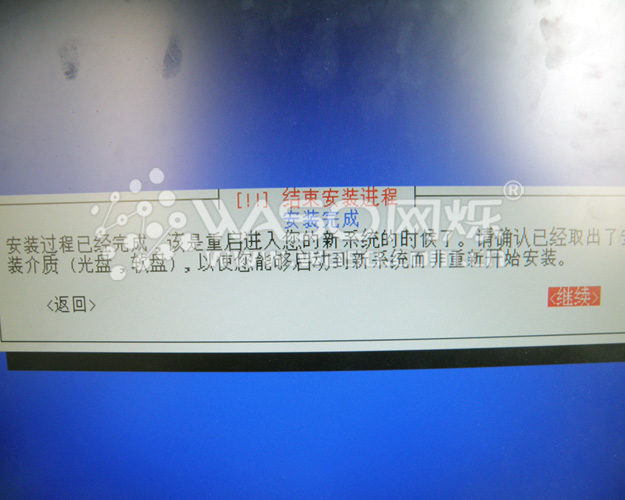 [!!] 结束安装进程
安装完成
安装过程已经完成，该是重启进入您的新系统的时候了。请确认已经取出了安
装介质（光盘、软盘），以便您能够启动到新系统而非重新开始安装。
<返回> <继续>
WASO网烁®